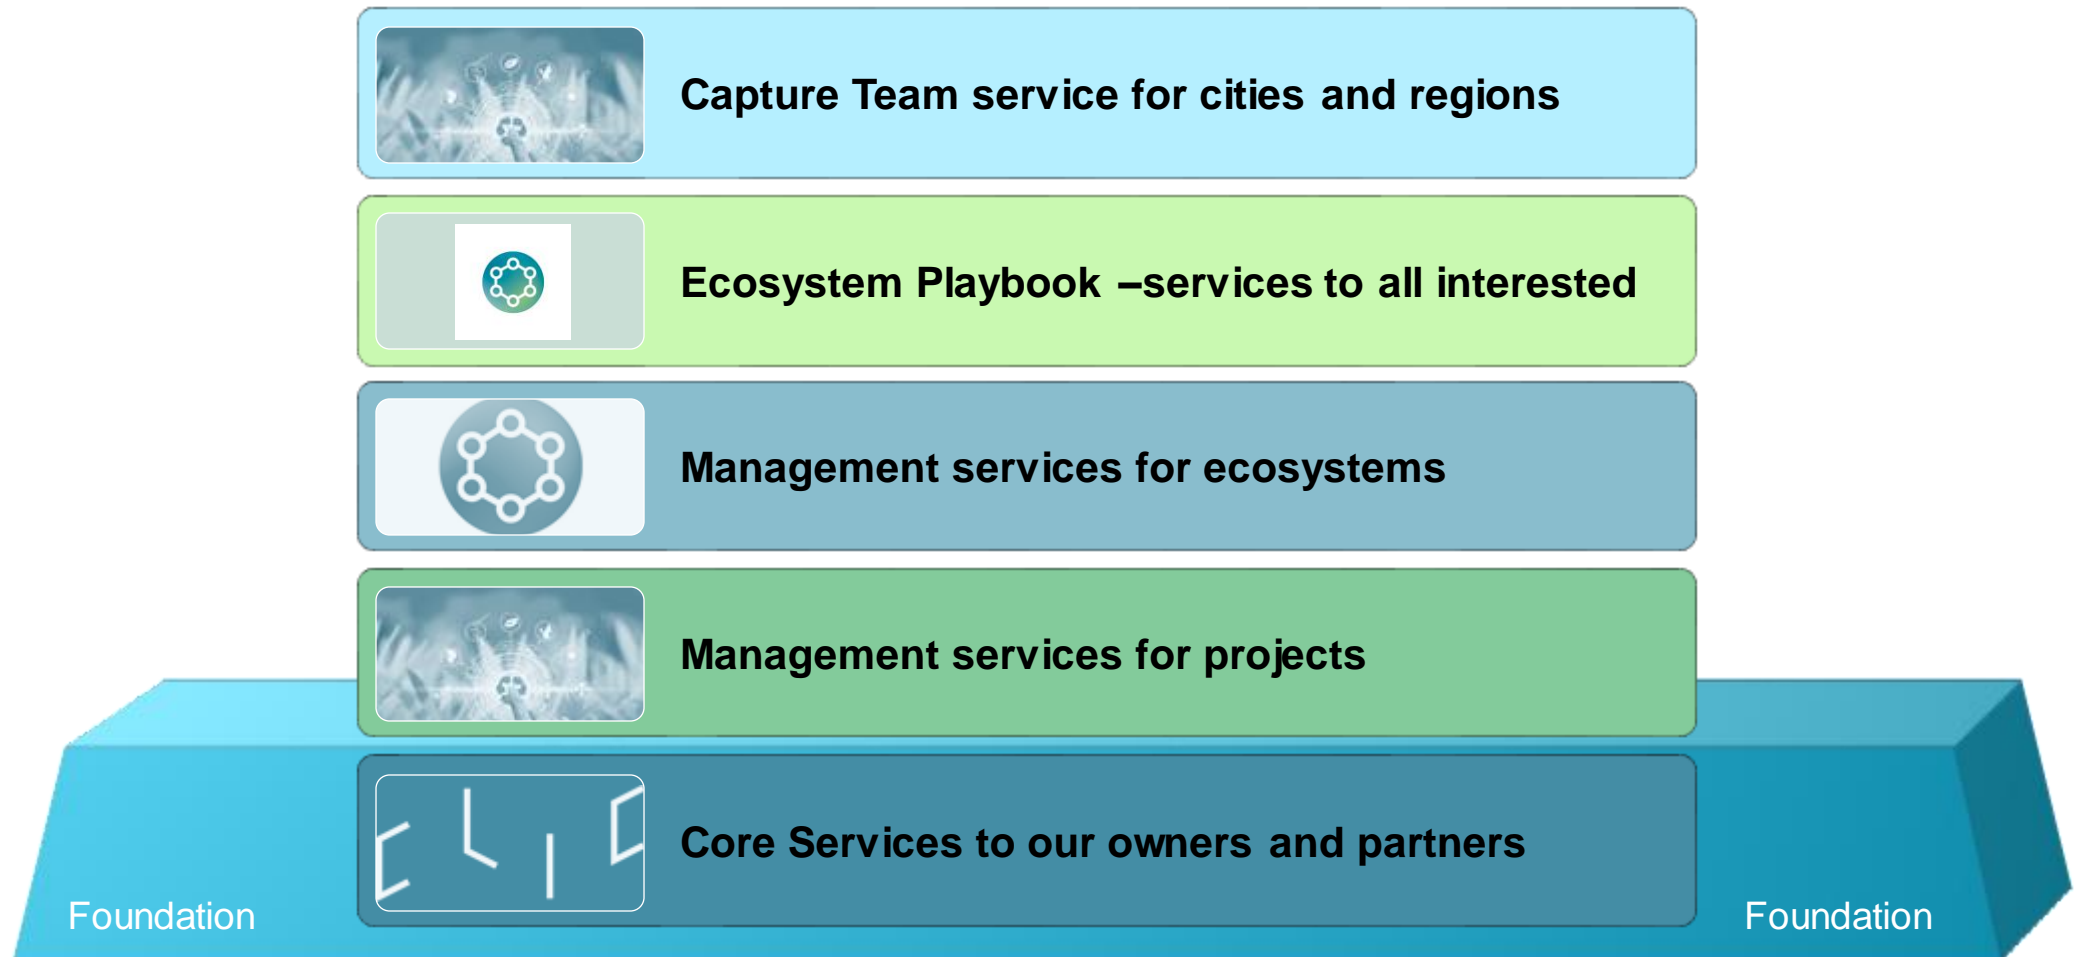 Capture Team service for cities and regions
Ecosystem Playbook –services to all interested
Management services for ecosystems
Management services for projects
Core Services to our owners and partners
Foundation
Foundation